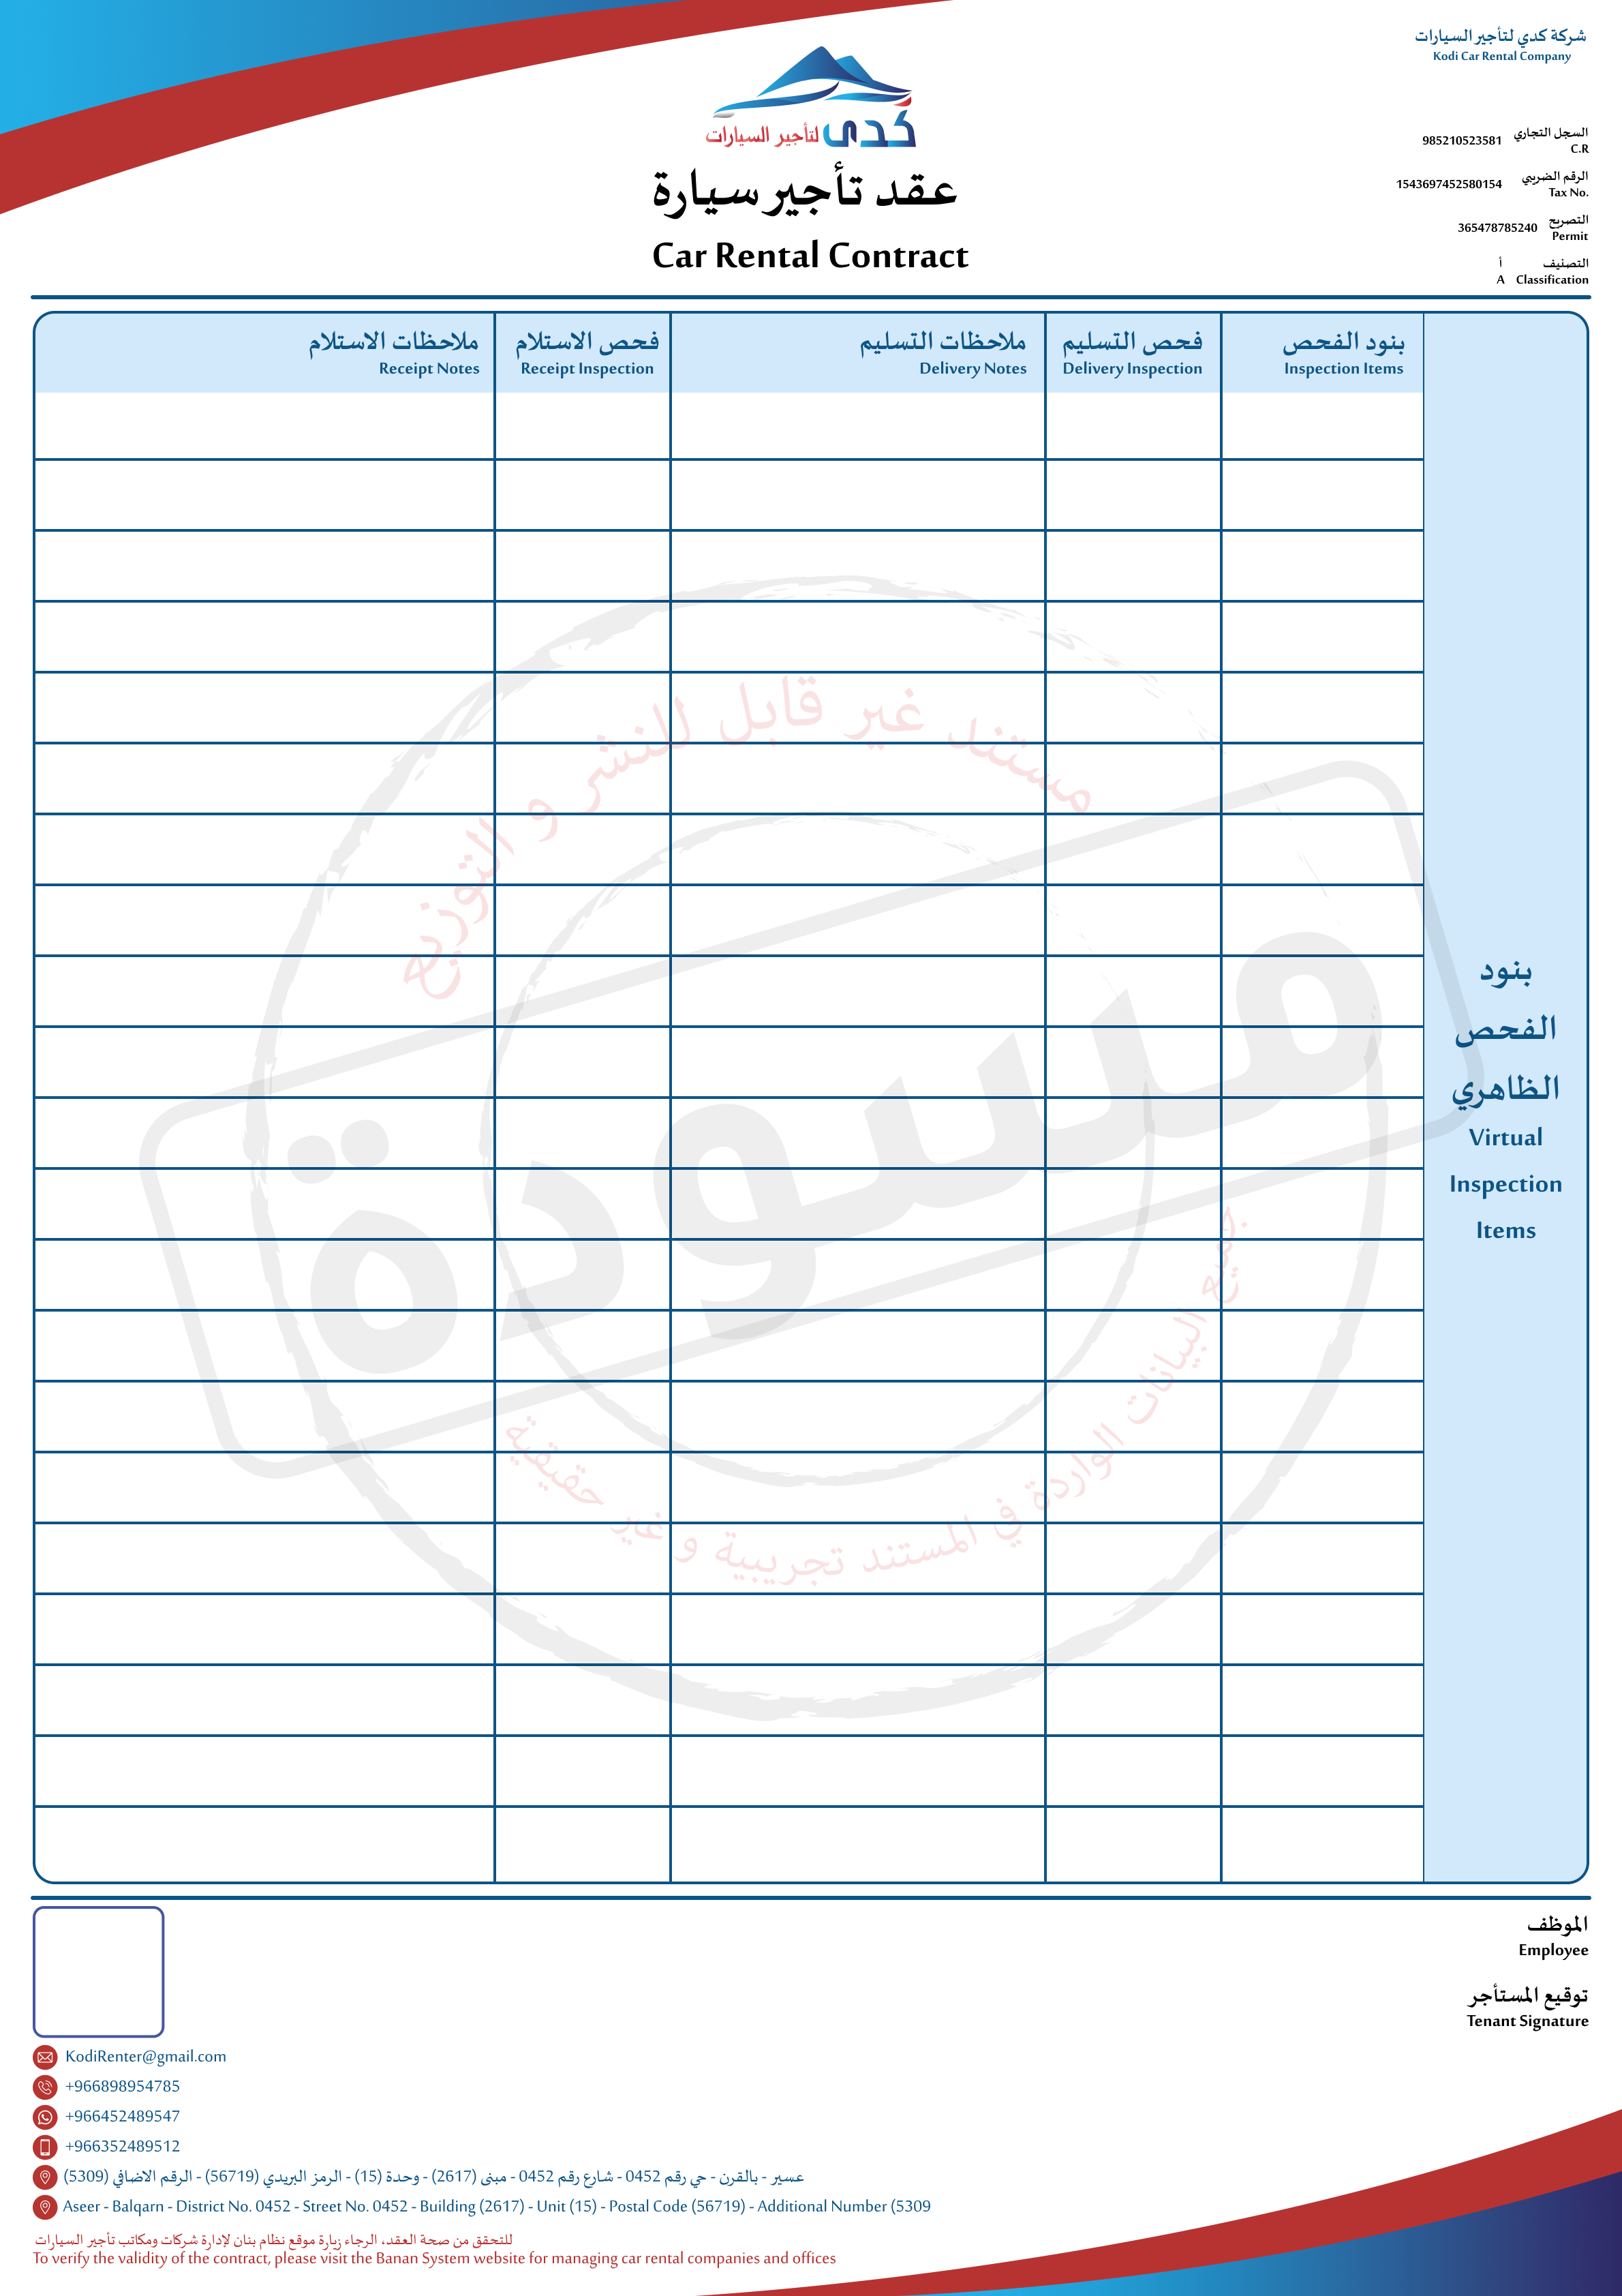 شركة كدي لتأجير السيارات
Kodi Car Rental Company
كدي لتأجير السيارات
عقد تأجير سيارة
Car Rental Contract
السجل التجاري 985210523581
C.R
الرقم الضريبي 1543697452580154
Tax No.
التصريح 365478785240
Permit
التصنيف أ
Classification A
بنود الفحص
Inspection Items
فحص التسليم
Delivery Inspection
ملاحظات التسليم
Delivery Notes
فحص الاستلام
Receipt Inspection
ملاحظات الاستلام
Receipt Notes
بنود
الفحص
الظاهري
Virtual
Inspection
Items
مستند غير قابل للنشر و التوزيع
مسودة
جميع البيانات الواردة في المستند تجريبية و غير حقيقية
الموظف
Employee
توقيع المستأجر
Tenant Signature
KodiRenter@gmail.com
+966898954785
+966452489547
+966352489512
عسير - بالقرن - حي رقم 0452 - شارع رقم 0452 - مبنى (2617) - وحدة (15) - الرمز البريدي (56719) - الرقم الاضافي (5309)
Aseer - Balqarn - District No. 0452 - Street No. 0452 - Building (2617) - Unit (15) - Postal Code (56719) - Additional Number (5309
للتحقق من صحة العقد، الرجاء زيارة موقع نظام بنان لإدارة شركات ومكاتب تأجير السيارات
To verify the validity of the contract, please visit the Banan System website for managing car rental companies and offices